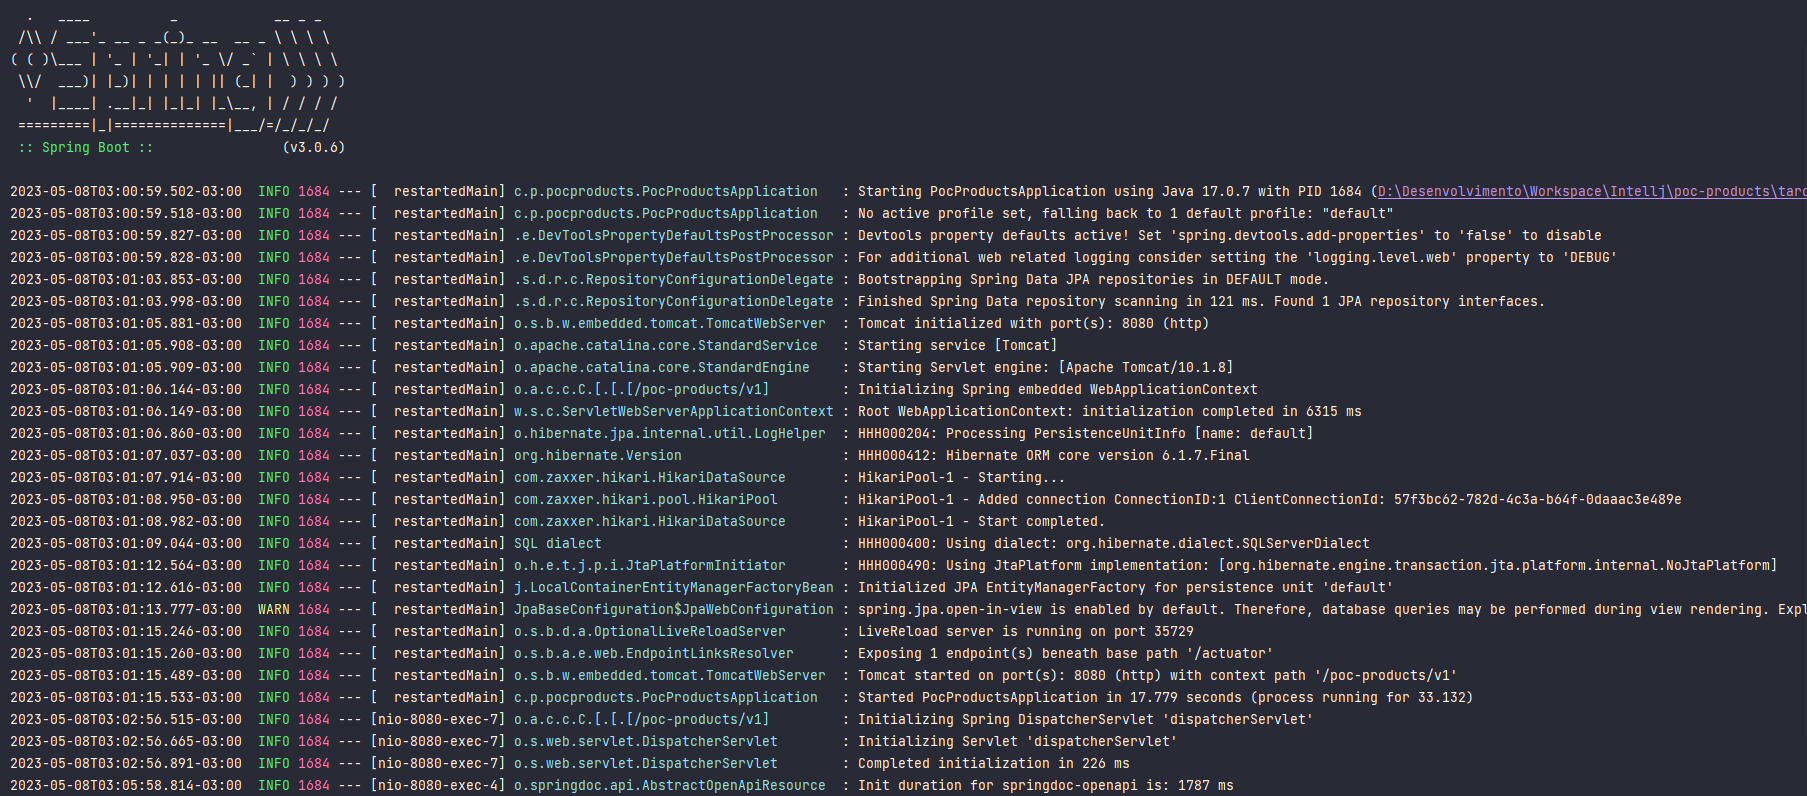 .   ____          _            __ _ _
 /\\ / ___'_ __ _ _(_)_ __  __ _ \ \ \ \
( ( )\___ | '_ | '_| | '_ \/ _` | \ \ \ \
 \\/  ___)| |_)| | | | | || (_| |  ) ) ) )
  '  |____| .__|_| |_|_| |_\__, | / / / /
 =========|_|==============|___/=/_/_/_/
 :: Spring Boot ::                (v3.0.6)
2023-05-08T03:00:59.502-03:00  INFO 1684 --- [  restartedMain] c.p.pocproducts.PocProductsApplication   : Starting PocProductsApplication using Java 17.0.7 with PID 1684 (D:\Desenvolvimento\Workspace\Intellj\poc-products\targ
2023-05-08T03:00:59.518-03:00  INFO 1684 --- [  restartedMain] c.p.pocproducts.PocProductsApplication   : No active profile set, falling back to 1 default profile: "default"
2023-05-08T03:00:59.827-03:00  INFO 1684 --- [  restartedMain] .e.DevToolsPropertyDefaultsPostProcessor : Devtools property defaults active! Set 'spring.devtools.add-properties' to 'false' to disable
2023-05-08T03:00:59.828-03:00  INFO 1684 --- [  restartedMain] .e.DevToolsPropertyDefaultsPostProcessor : For additional web related logging consider setting the 'logging.level.web' property to 'DEBUG'
2023-05-08T03:01:03.853-03:00  INFO 1684 --- [  restartedMain] .s.d.r.c.RepositoryConfigurationDelegate : Bootstrapping Spring Data JPA repositories in DEFAULT mode.
2023-05-08T03:01:03.998-03:00  INFO 1684 --- [  restartedMain] .s.d.r.c.RepositoryConfigurationDelegate : Finished Spring Data repository scanning in 121 ms. Found 1 JPA repository interfaces.
2023-05-08T03:01:05.881-03:00  INFO 1684 --- [  restartedMain] o.s.b.w.embedded.tomcat.TomcatWebServer  : Tomcat initialized with port(s): 8080 (http)
2023-05-08T03:01:05.908-03:00  INFO 1684 --- [  restartedMain] o.apache.catalina.core.StandardService   : Starting service [Tomcat]
2023-05-08T03:01:05.909-03:00  INFO 1684 --- [  restartedMain] o.apache.catalina.core.StandardEngine    : Starting Servlet engine: [Apache Tomcat/10.1.8]
2023-05-08T03:01:06.144-03:00  INFO 1684 --- [  restartedMain] o.a.c.c.C.[.[.[/poc-products/v1]         : Initializing Spring embedded WebApplicationContext
2023-05-08T03:01:06.149-03:00  INFO 1684 --- [  restartedMain] w.s.c.ServletWebServerApplicationContext : Root WebApplicationContext: initialization completed in 6315 ms
2023-05-08T03:01:06.860-03:00  INFO 1684 --- [  restartedMain] o.hibernate.jpa.internal.util.LogHelper  : HHH000204: Processing PersistenceUnitInfo [name: default]
2023-05-08T03:01:07.037-03:00  INFO 1684 --- [  restartedMain] org.hibernate.Version                    : HHH000412: Hibernate ORM core version 6.1.7.Final
2023-05-08T03:01:07.914-03:00  INFO 1684 --- [  restartedMain] com.zaxxer.hikari.HikariDataSource       : HikariPool-1 - Starting...
2023-05-08T03:01:08.950-03:00  INFO 1684 --- [  restartedMain] com.zaxxer.hikari.pool.HikariPool        : HikariPool-1 - Added connection ConnectionID:1 ClientConnectionId: 57f3bc62-782d-4c3a-b64f-0daaac3e489e
2023-05-08T03:01:08.982-03:00  INFO 1684 --- [  restartedMain] com.zaxxer.hikari.HikariDataSource       : HikariPool-1 - Start completed.
2023-05-08T03:01:09.044-03:00  INFO 1684 --- [  restartedMain] SQL dialect                              : HHH000400: Using dialect: org.hibernate.dialect.SQLServerDialect
2023-05-08T03:01:12.564-03:00  INFO 1684 --- [  restartedMain] o.h.e.t.j.p.i.JtaPlatformInitiator       : HHH000490: Using JtaPlatform implementation: [org.hibernate.engine.transaction.jta.platform.internal.NoJtaPlatform]
2023-05-08T03:01:12.616-03:00  INFO 1684 --- [  restartedMain] j.LocalContainerEntityManagerFactoryBean : Initialized JPA EntityManagerFactory for persistence unit 'default'
2023-05-08T03:01:13.777-03:00  WARN 1684 --- [  restartedMain] JpaBaseConfiguration$JpaWebConfiguration : spring.jpa.open-in-view is enabled by default. Therefore, database queries may be performed during view rendering. Expl
2023-05-08T03:01:15.246-03:00  INFO 1684 --- [  restartedMain] o.s.b.d.a.OptionalLiveReloadServer       : LiveReload server is running on port 35729
2023-05-08T03:01:15.260-03:00  INFO 1684 --- [  restartedMain] o.s.b.a.e.web.EndpointLinksResolver      : Exposing 1 endpoint(s) beneath base path '/actuator'
2023-05-08T03:01:15.489-03:00  INFO 1684 --- [  restartedMain] o.s.b.w.embedded.tomcat.TomcatWebServer  : Tomcat started on port(s): 8080 (http) with context path '/poc-products/v1'
2023-05-08T03:01:15.533-03:00  INFO 1684 --- [  restartedMain] c.p.pocproducts.PocProductsApplication   : Started PocProductsApplication in 17.779 seconds (process running for 33.132)
2023-05-08T03:02:56.515-03:00  INFO 1684 --- [nio-8080-exec-7] o.a.c.c.C.[.[.[/poc-products/v1]         : Initializing Spring DispatcherServlet 'dispatcherServlet'
2023-05-08T03:02:56.665-03:00  INFO 1684 --- [nio-8080-exec-7] o.s.web.servlet.DispatcherServlet        : Initializing Servlet 'dispatcherServlet'
2023-05-08T03:02:56.891-03:00  INFO 1684 --- [nio-8080-exec-7] o.s.web.servlet.DispatcherServlet        : Completed initialization in 226 ms
2023-05-08T03:05:58.814-03:00  INFO 1684 --- [nio-8080-exec-4] o.springdoc.api.AbstractOpenApiResource  : Init duration for springdoc-openapi is: 1787 ms